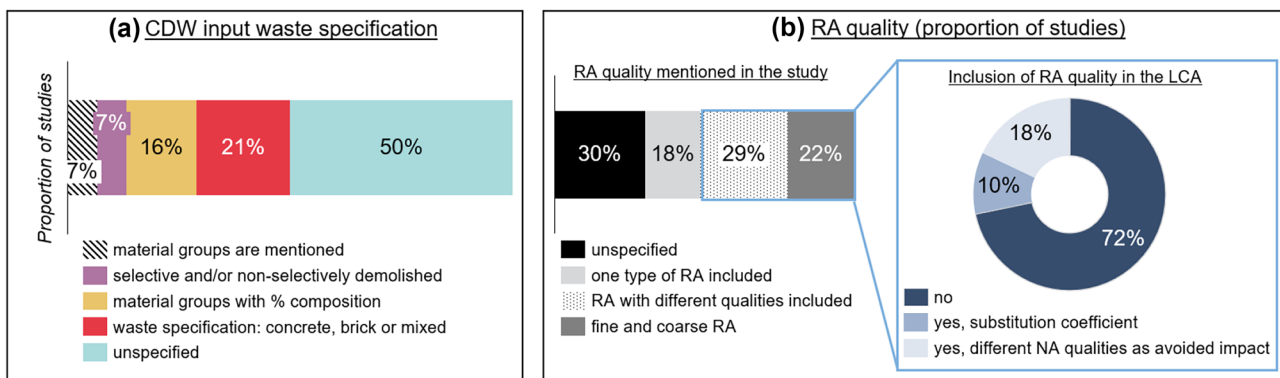 (a) CDW input waste specification
Proportion of studies
7%
7%
16%
21%
50%
material groups are mentioned
selective and/or non-selectively demolished
material groups with % composition
waste specification: concrete, brick or mixed
unspecified
(b) RA quality (proportion of studies)
RA quality mentioned in the study
30%
18%
29%
22%
unspecified
one type of RA included
RA with different qualities included
fine and coarse RA
Inclusion of RA quality in the LCA
18%
10%
72%
no
yes, substitution coefficient
yes, different NA qualities as avoided impact